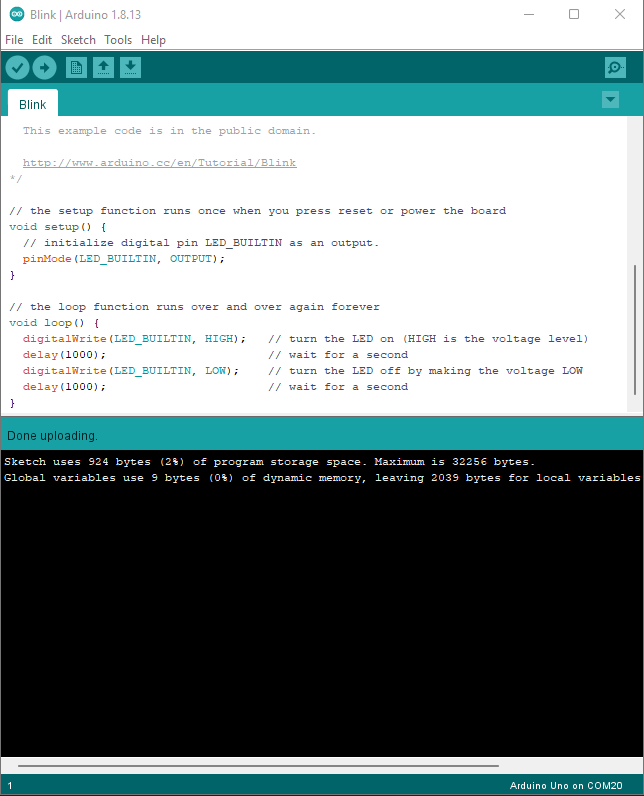 Blink | Arduino 1.8.13
File Edit Sketch Tools Help
Blink
  This example code is in the public domain.
  http://www.arduino.cc/en/Tutorial/Blink
*/
// the setup function runs once when you press reset or power the board
void setup() {
  // initialize digital pin LED_BUILTIN as an output.
  pinMode(LED_BUILTIN, OUTPUT);
}
// the loop function runs over and over again forever
void loop() {
  digitalWrite(LED_BUILTIN, HIGH);   // turn the LED on (HIGH is the voltage level)
  delay(1000);                       // wait for a second
  digitalWrite(LED_BUILTIN, LOW);    // turn the LED off by making the voltage LOW
  delay(1000);                       // wait for a second
}
Done uploading.
Sketch uses 924 bytes (2%) of program storage space. Maximum is 32256 bytes.
Global variables use 9 bytes (0%) of dynamic memory, leaving 2039 bytes for local variables
1
Arduino Uno on COM20